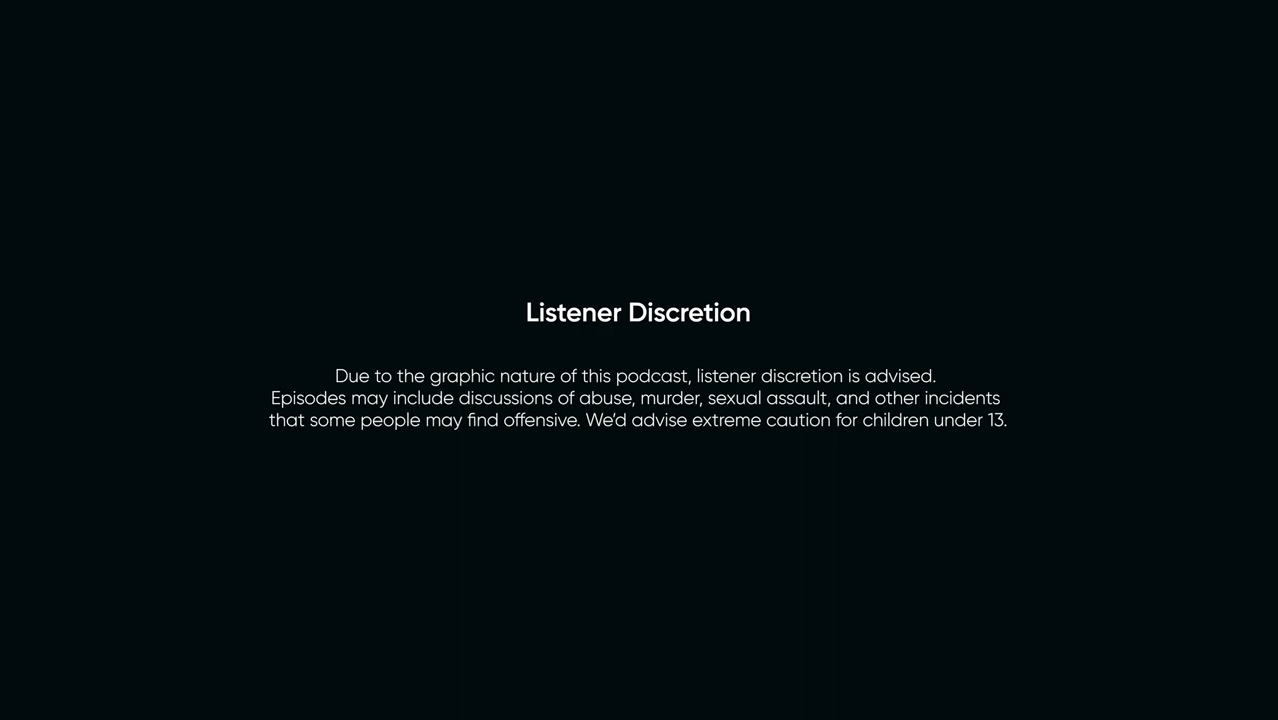 Listener Discretion
Due to the graphic nature of this podcast, listener discretion is advised.
Episodes may include discussions of abuse, murder, sexual assault, and other incidents
that some people may find offensive. We’d advise extreme caution for children under 13.